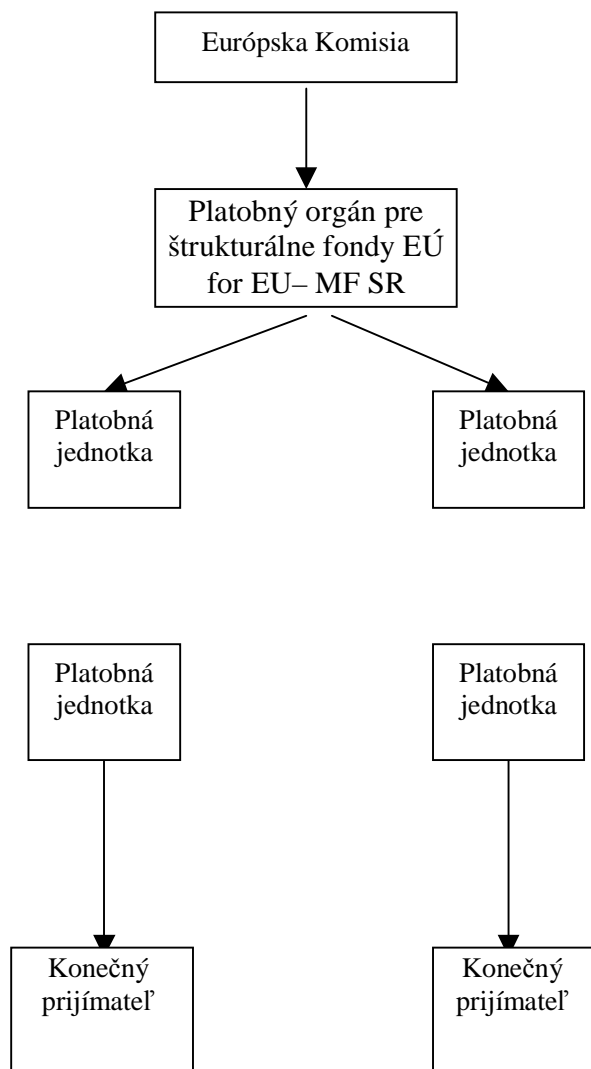 Európska Komisia
Platobný orgán pre
štrukturálne fondy EÚ
for EU– MF SR
Platobná
jednotka
Platobná
jednotka
Platobná
jednotka
Platobná
jednotka
Konečný
prijímateľ
Konečný
prijímateľ